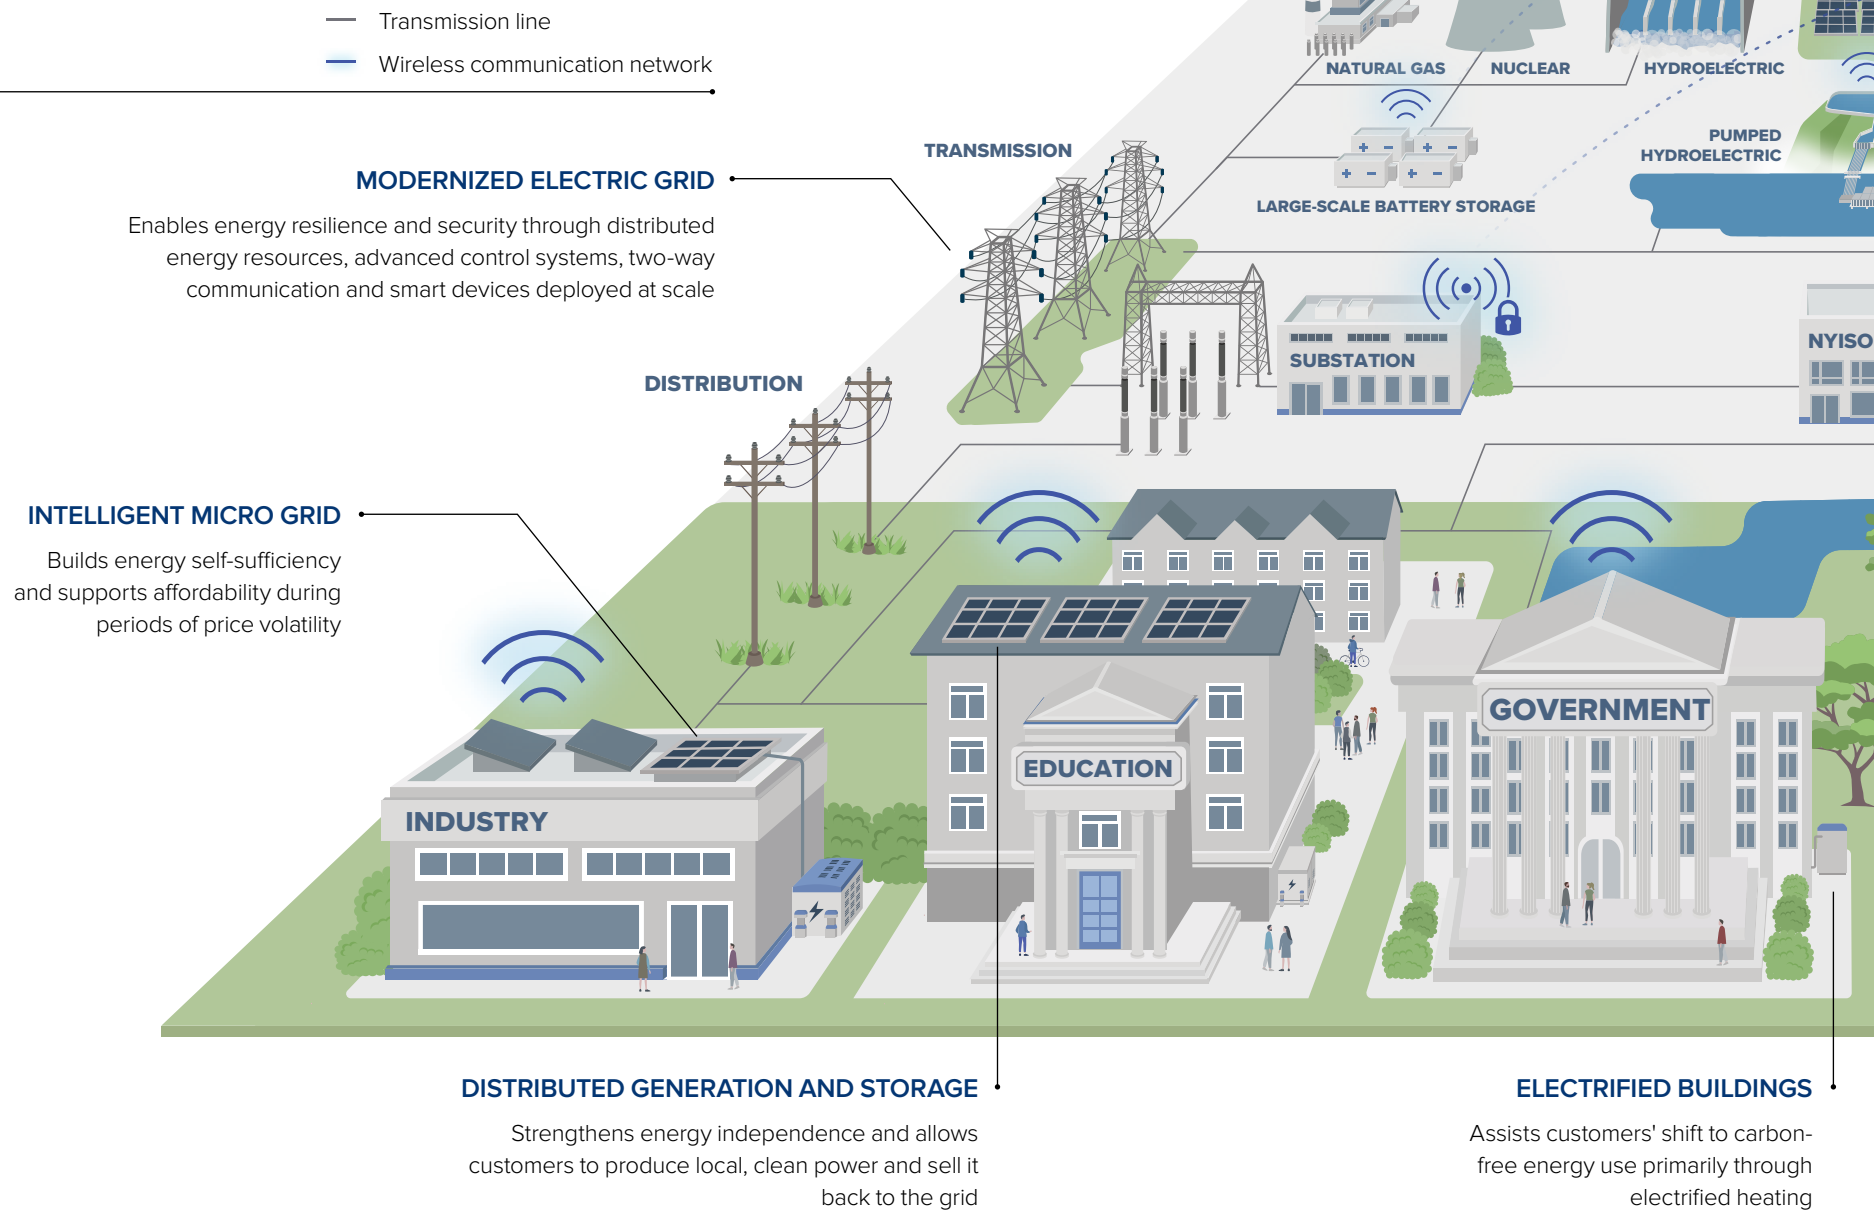 Transmission line
Wireless communication network
NATURAL GAS
NUCLEAR
HYDROELECTRIC
TRANSMISSION
PUMPED
HYDROELECTRIC
MODERNIZED ELECTRIC GRID
Enables energy resilience and security through distributed
energy resources, advanced control systems, two-way
communication and smart devices deployed at scale
LARGE-SCALE BATTERY STORAGE
SUBSTATION
NYISO
DISTRIBUTION
INTELLIGENT MICRO GRID
Builds energy self-sufficiency
and supports affordability during
periods of price volatility
GOVERNMENT
EDUCATION
INDUSTRY
DISTRIBUTED GENERATION AND STORAGE
Strengthens energy independence and allows
customers to produce local, clean power and sell it
back to the grid
ELECTRIFIED BUILDINGS
Assists customers' shift to carbon-
free energy use primarily through
electrified heating